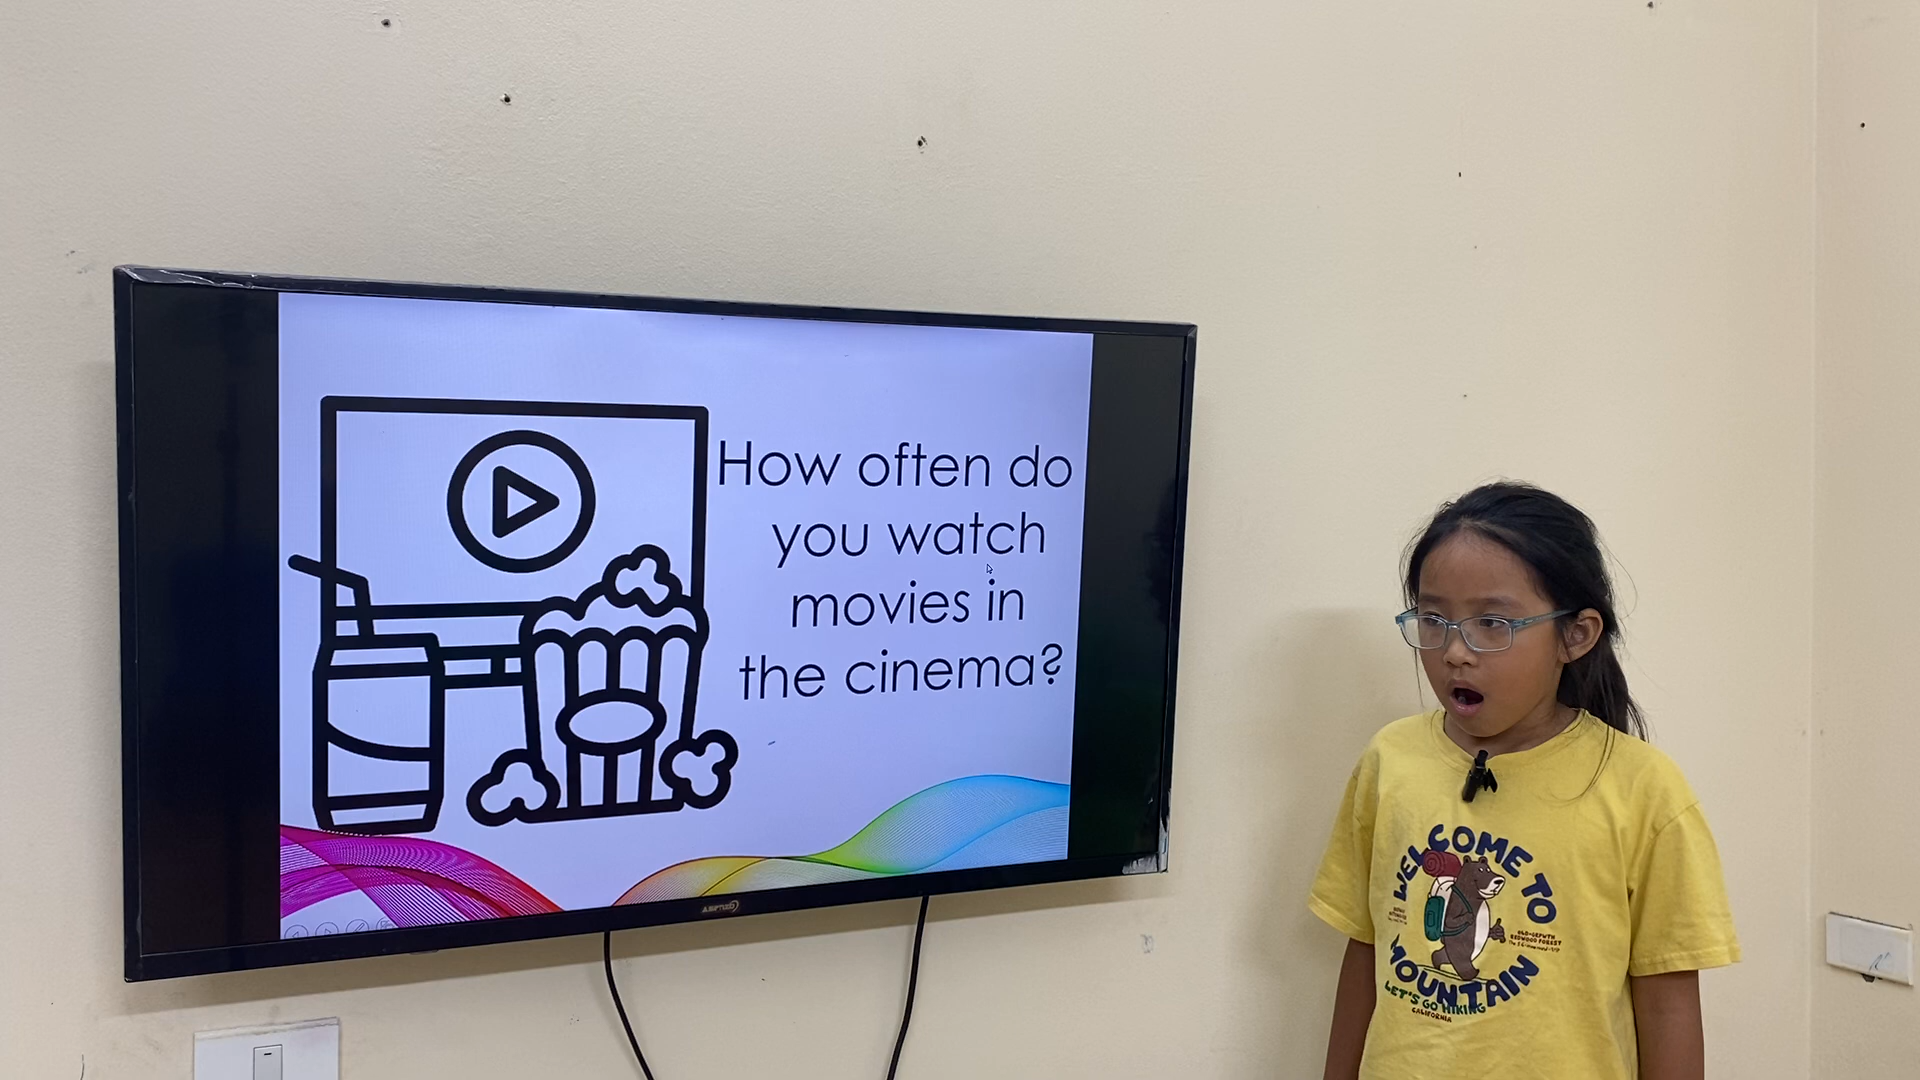 How often do
you watch
movies in
the cinema?
WELCOME TO
MOUNTAIN
LET'S GO HIKING
CALIFORNIA